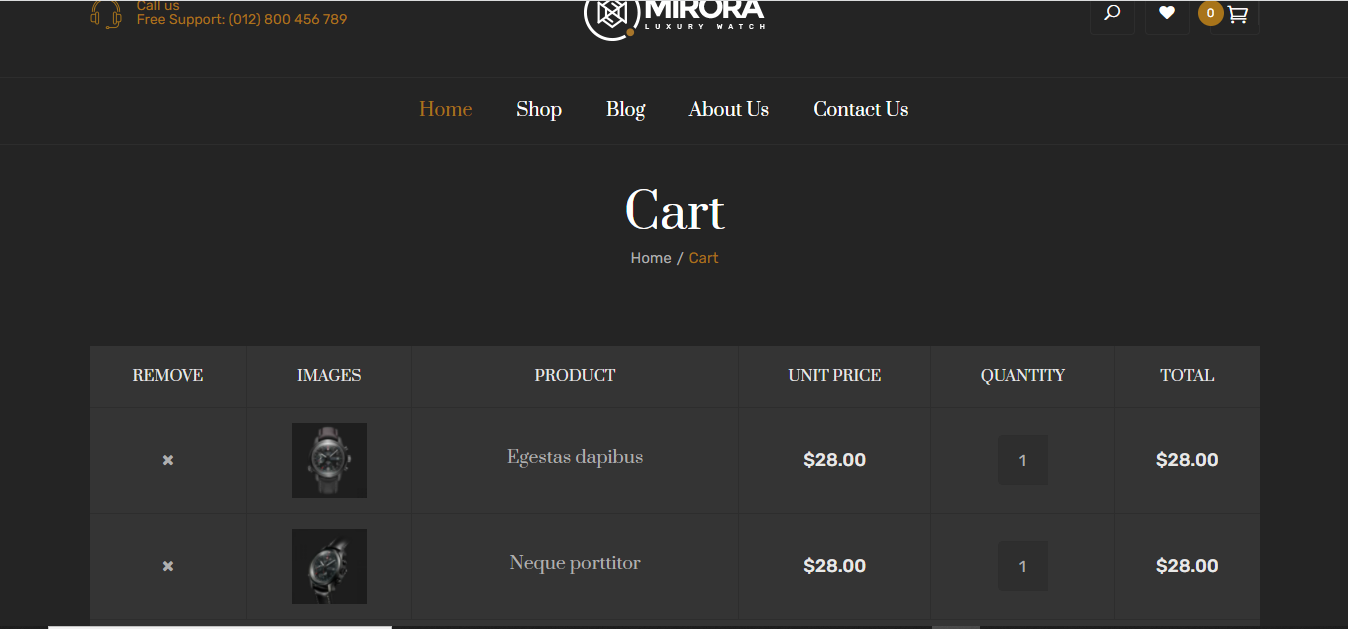 Call us
Free Support: (012) 800 456 789
MIRORA
LUXURY WATCH
0
Home Shop Blog About Us Contact Us
Cart
Home / Cart
REMOVE IMAGES PRODUCT UNIT PRICE QUANTITY TOTAL
Egestas dapibus $28.00 1 $28.00
Neque porttitor $28.00 1 $28.00